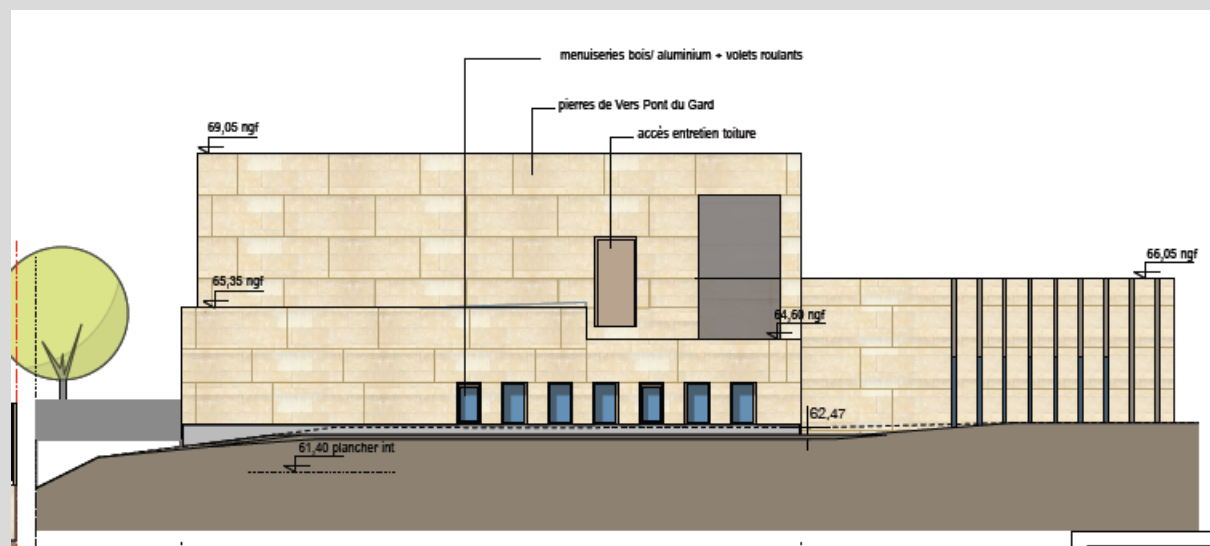 menuiseries bois/ aluminium + volets roulants
pierres de Vers Pont du Gard
69,05 ngf
accès entretien toiture
66,05 ngf
65,35 ngf
64,60 ngf
62,47
61,40 plancher int